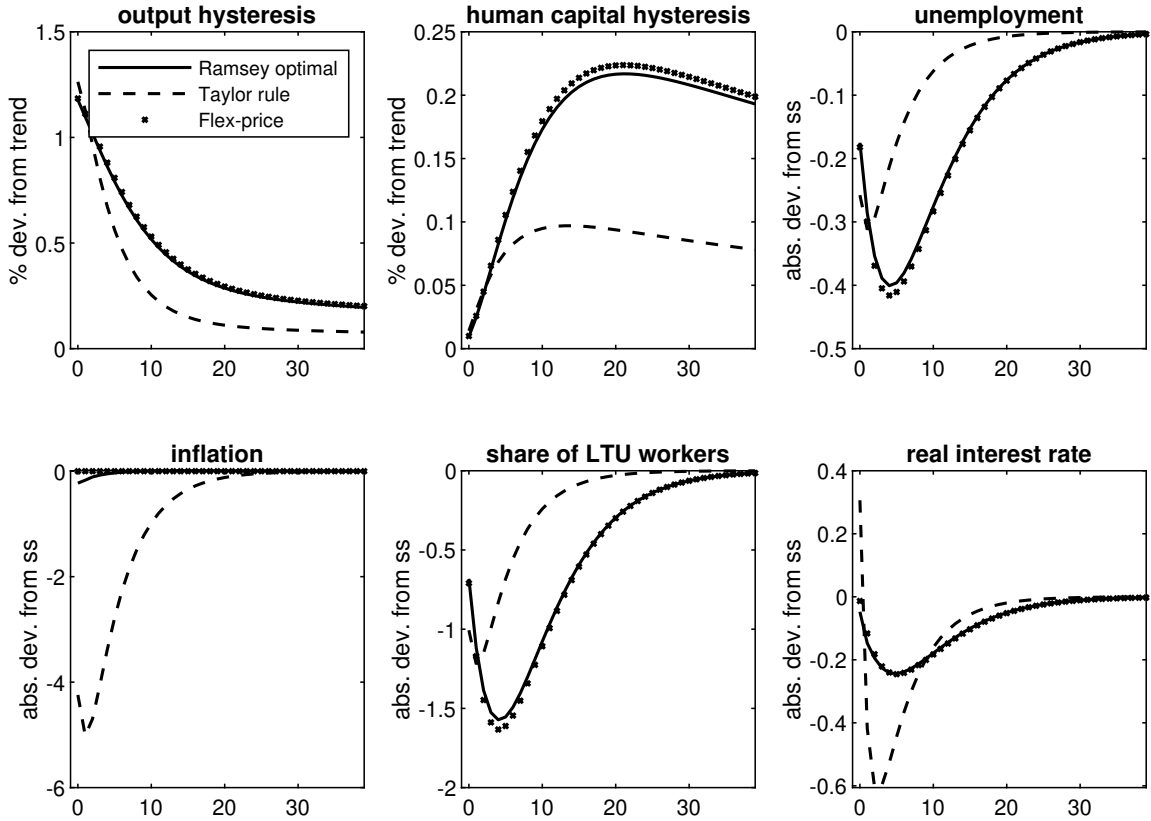 output hysteresis
% dev. from trend
1.5
1
0.5
0
Ramsey optimal
Taylor rule
Flex-price
0 10 20 30
human capital hysteresis
% dev. from trend
0.25
0.20
0.15
0.1
0.05
0
0 10 20 30
unemployment
abs. dev. from ss
0
-0.1
-0.2
-0.3
-0.4
-0.5
0 10 20 30
inflation
abs. dev. from ss
0
-2
-4
-6
0 10 20 30
share of LTU workers
abs. dev. from ss
0
-0.5
-1
-1.5
-2
0 10 20 30
real interest rate
abs. dev. from ss
0.4
0.2
0
-0.2
-0.4
-0.6
0 10 20 30